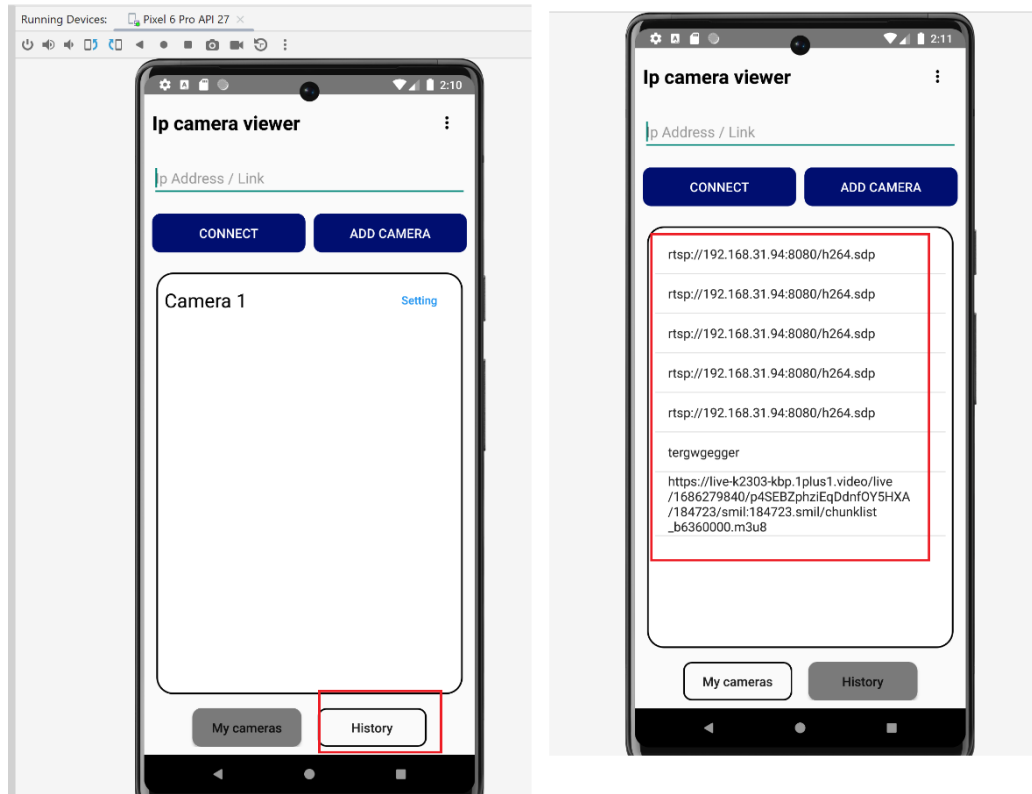 Running Devices:
Pixel 6 Pro API 27
2:10
Ip camera viewer
Ip Address / Link
CONNECT
ADD CAMERA
Camera 1
Setting
My cameras
History
2:11
Ip camera viewer
Ip Address / Link
CONNECT
ADD CAMERA
rtsp://192.168.31.94:8080/h264.sdp
rtsp://192.168.31.94:8080/h264.sdp
rtsp://192.168.31.94:8080/h264.sdp
rtsp://192.168.31.94:8080/h264.sdp
rtsp://192.168.31.94:8080/h264.sdp
tergwgegger
https://live-k2303-kbp.1plus1.video/live
/1686279840/p4SEBZphziEqDdnfOY5HXA
/184723/smil:184723.smil/chunklist
_b6360000.m3u8
My cameras
History